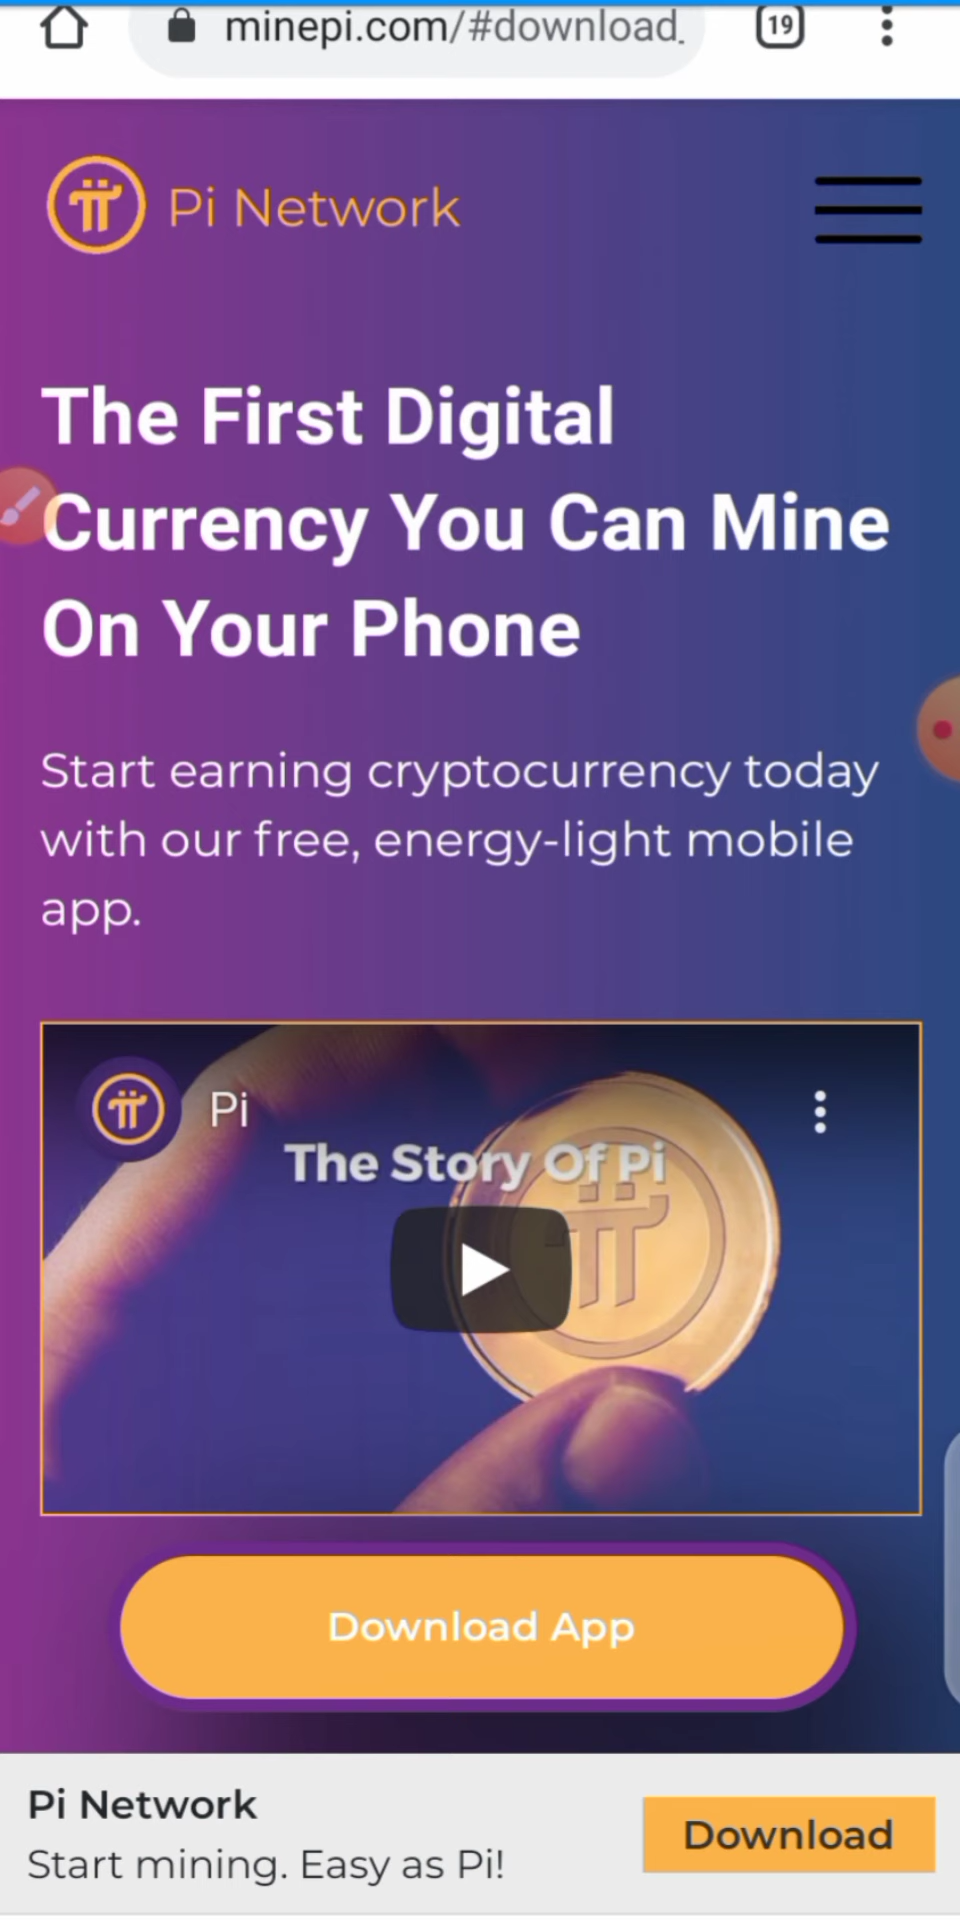 minepi.com/#download_
19
Pi Network
The First Digital
Currency You Can Mine
On Your Phone
Start earning cryptocurrency today
with our free, energy-light mobile
app.
Pi
The Story Of Pi
Download App
Pi Network
Start mining. Easy as Pi!
Download